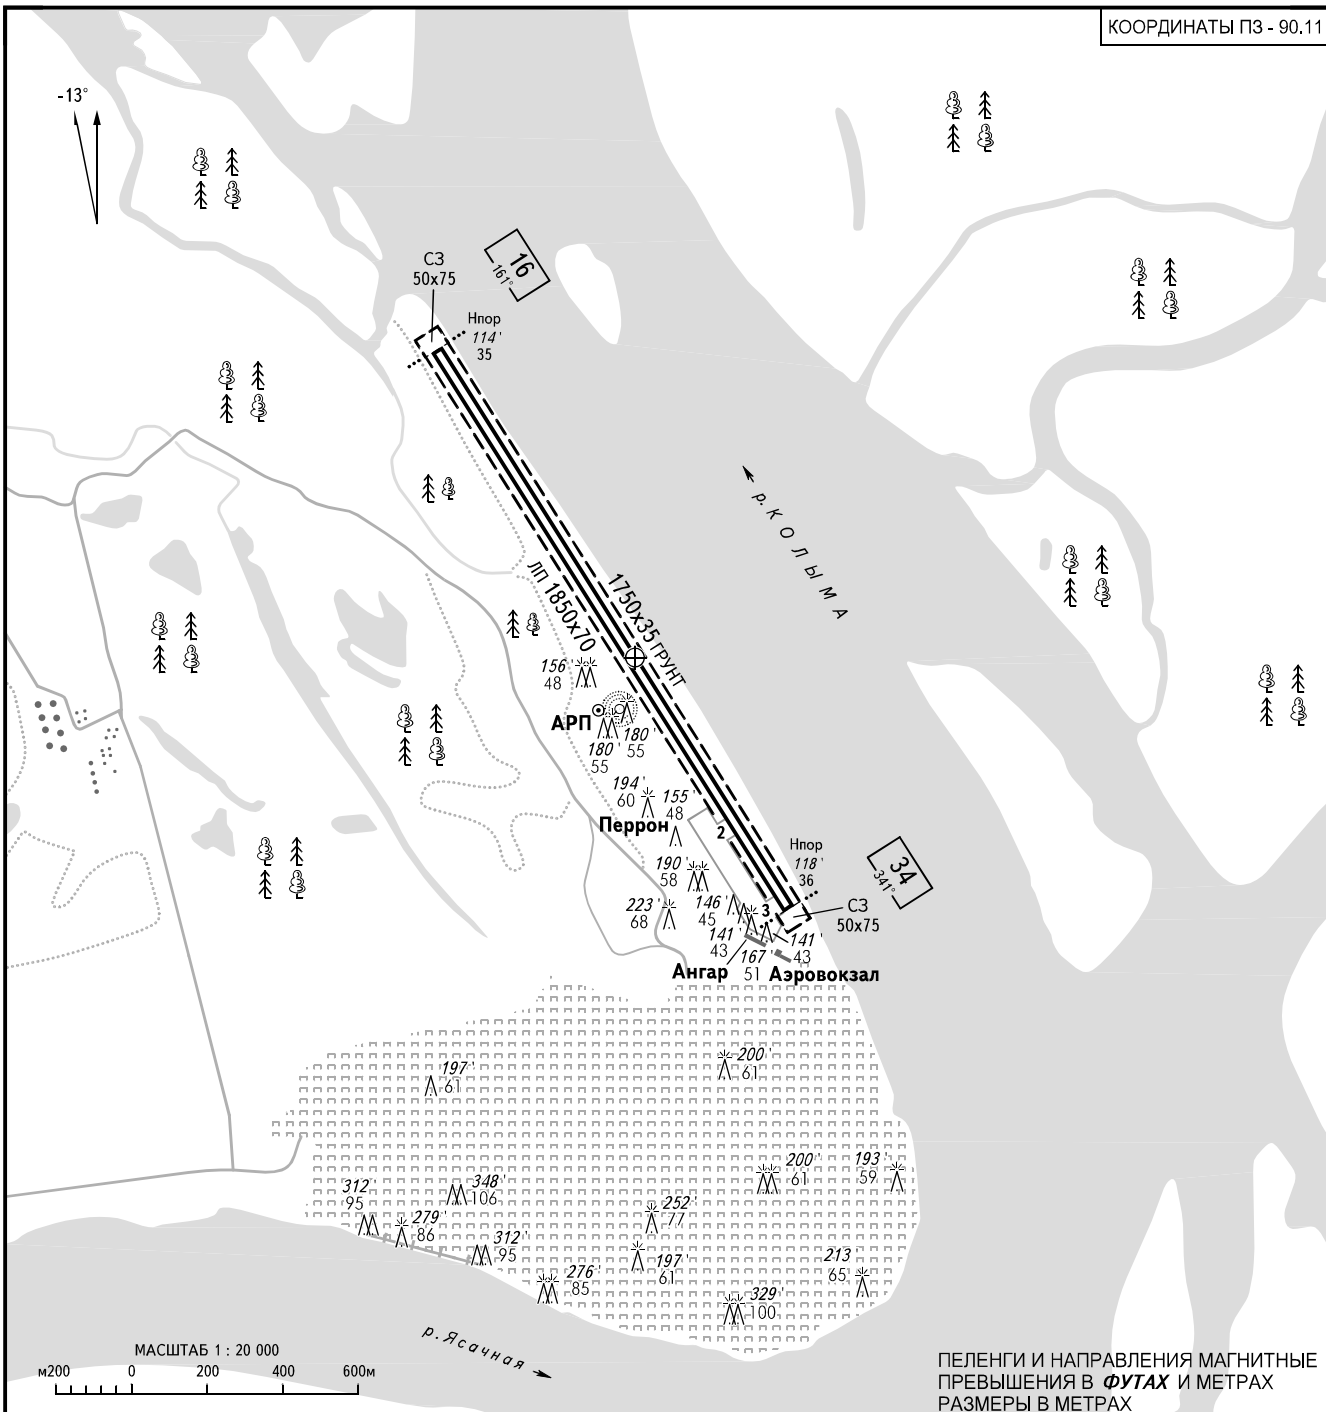 КООРДИНАТЫ ПЗ - 90.11
-13°
СЗ
50x75
16
161°
Нпор
114'
35
р. КОЛЫМА
ЛП 1850x70
1750x35 ГРУНТ
156'
48
АРП
180'
55
180'
55
194'
60
155'
48
Перрон
2
Нпор
118'
36
34
341°
190'
58
223'
68
146'
45
3
СЗ
50x75
141'
43
141'
43
167'
51
Ангар
Аэровокзал
197'
61
200'
61
200'
61
193'
59
312'
95
348'
106
279'
86
252'
77
312'
95
197'
61
213'
65
276'
85
329'
100
р. Ясачная
МАСШТАБ 1 : 20 000
м200 0 200 400 600м
ПЕЛЕНГИ И НАПРАВЛЕНИЯ МАГНИТНЫЕ
ПРЕВЫШЕНИЯ В ФУТАХ И МЕТРАХ
РАЗМЕРЫ В МЕТРАХ